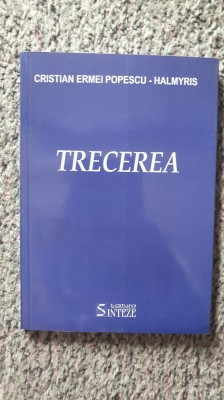 CRISTIAN ERMEI POPESCU - HALMYRIS
TRECEREA
SINTEZE